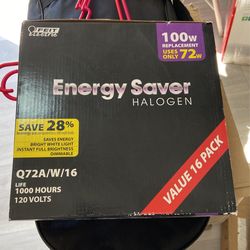 FEIT
ELECTRIC
100W
REPLACEMENT
USES ONLY 72W
Energy Saver
HALOGEN
SAVE 28%
SAVES ENERGY
BRIGHT WHITE LIGHT
INSTANT FULL BRIGHTNESS
DIMMABLE
Q72A/W/16
LIFE
1000 HOURS
120 VOLTS
VALUE 16 PACK